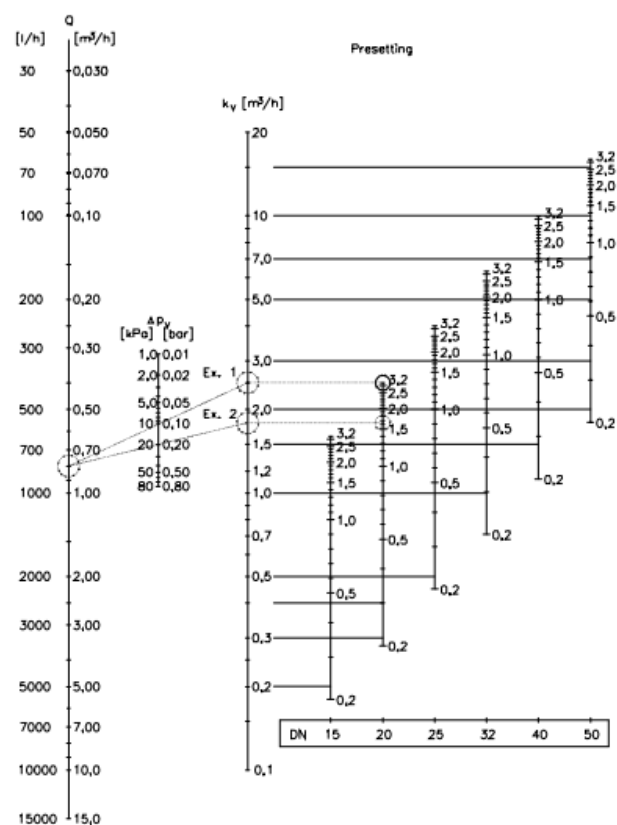 Q
[l/h] [m³/h]
Presetting
30 0,030
kv [m³/h]
50 0,050 20
3,2
70 0,070 2,5
2,0
1,5
100 0,10 10 3,2
2,5
2,0 1,0
7,0 1,5
3,2
2,5
200 0,20 5,0 2,0 1,0
Δpv 1,5 0,5
3,2
[kPa] [bar]
2,5
300 0,30
1,0 0,01 2,0 1,0
3,0
2,0 0,02 Ex. 1 1,5 0,5
3,2
2,5
5,0 0,05
500 0,50 2,0 2,0 1,0
Ex. 2
10 0,10 0,2
1,5 0,5
3,2
700 0,70 20 0,20 1,5 2,5
2,0 1,0 
50 0,50 1,2
1,5 0,5 0,2
80 0,80
1000 1,00 1,0
1,0
0,7 0,5 0,2
2000 2,00 0,5
0,5 0,2
3000 3,00
0,3 0,2
5000 5,00 0,2
0,2
7000 7,00
DN 15 20 25 32 40 50
10000 10,0 0,1
15000 15,0